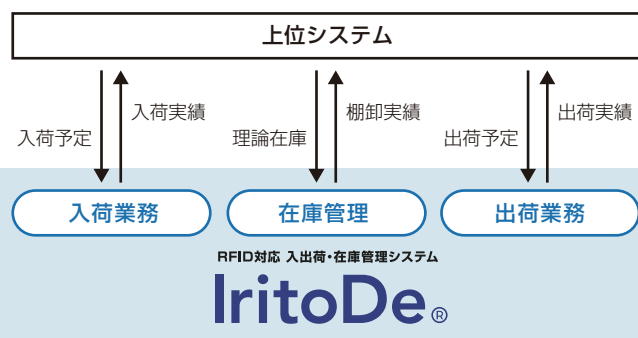 上位システム
入荷実績 棚卸実績 出荷実績
入荷予定 理論在庫 出荷予定
入荷業務 在庫管理 出荷業務
RFID対応 入出荷・在庫管理システム
IritoDe®